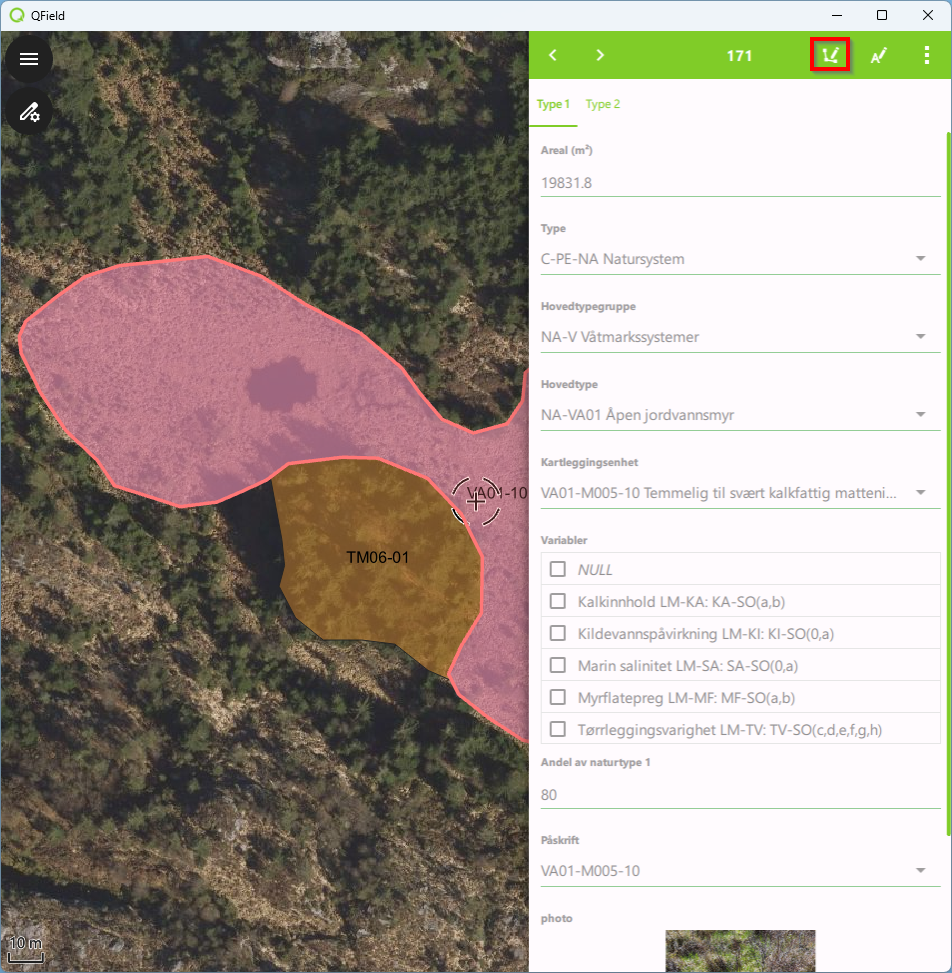 QField
171
Type 1 Type 2
Areal (m²)
19831.8
Type
C-PE-NA Natursystem
Hovedtypegruppe
NA-V Våtmarkssystemer
Hovedtype
NA-VA01 Åpen jordvannsmyr
Kartleggingsenhet
VA01-M005-10 Temmelig til svært kalkfattig matteni...
Variabler
NULL
Kalkinnhold LM-KA: KA-SO(a,b)
Kildevannspåvirkning LM-KI: KI-SO(0,a)
Marin salinitet LM-SA: SA-SO(0,a)
Myrflatepreg LM-MF: MF-SO(a,b)
Tørrleggingsvarighet LM-TV: TV-SO(c,d,e,f,g,h)
Andel av naturtype 1
80
Påskrift
VA01-M005-10
photo
VA01-10
TM06-01
10 m